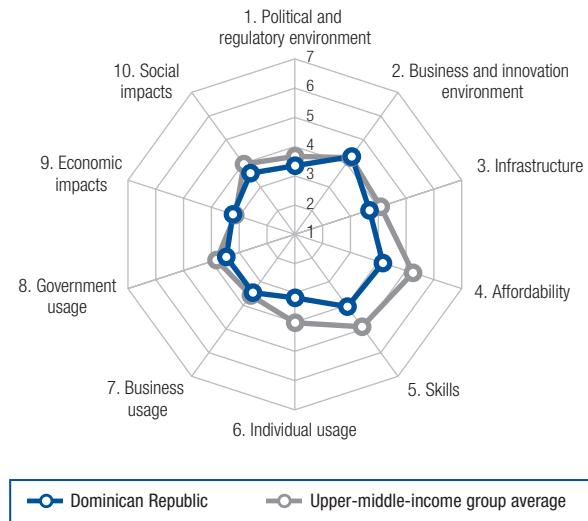 1. Political and
regulatory environment
2. Business and innovation
environment
3. Infrastructure
4. Affordability
5. Skills
6. Individual usage
7. Business
usage
8. Government
usage
9. Economic
impacts
10. Social
impacts
7
6
5
4
3
2
1
Dominican Republic
Upper-middle-income group average